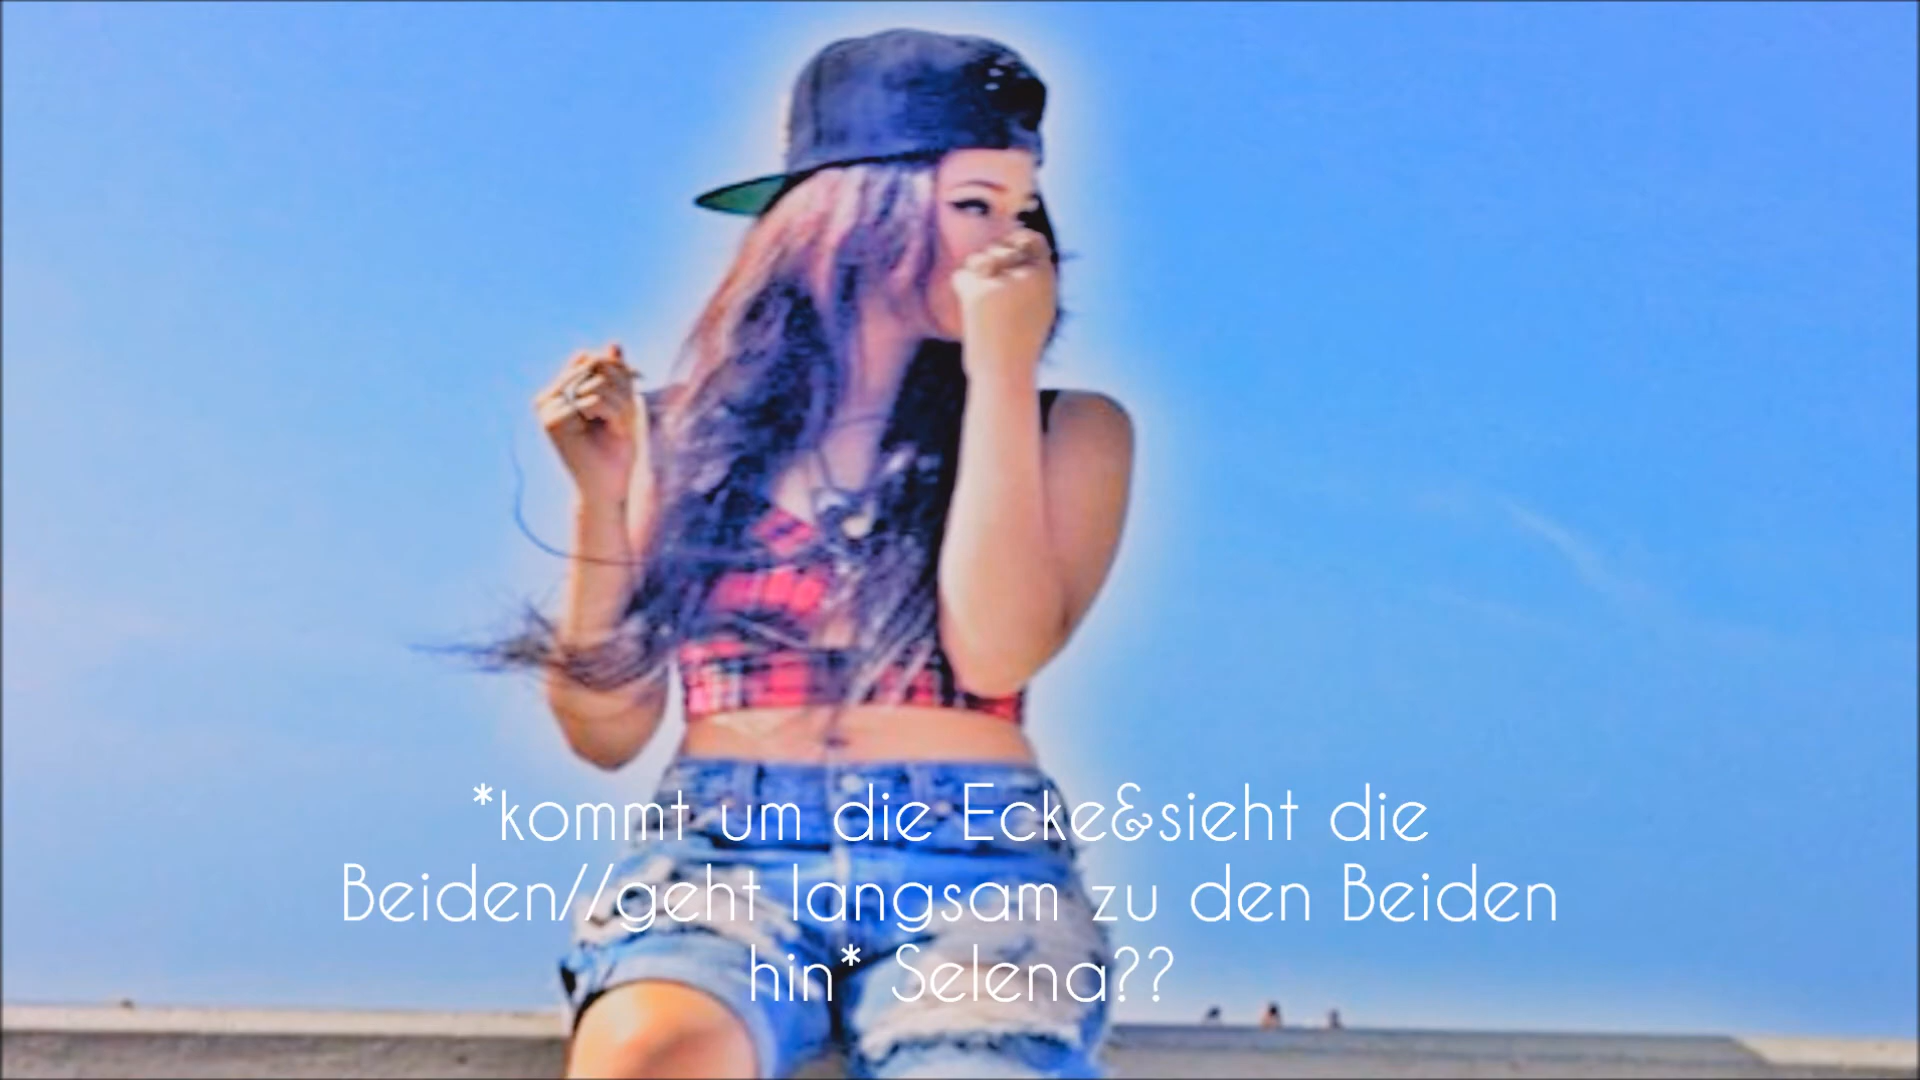 *kommt um die Ecke&sieht die
Beiden//geht langsam zu den Beiden
hin* Selena??